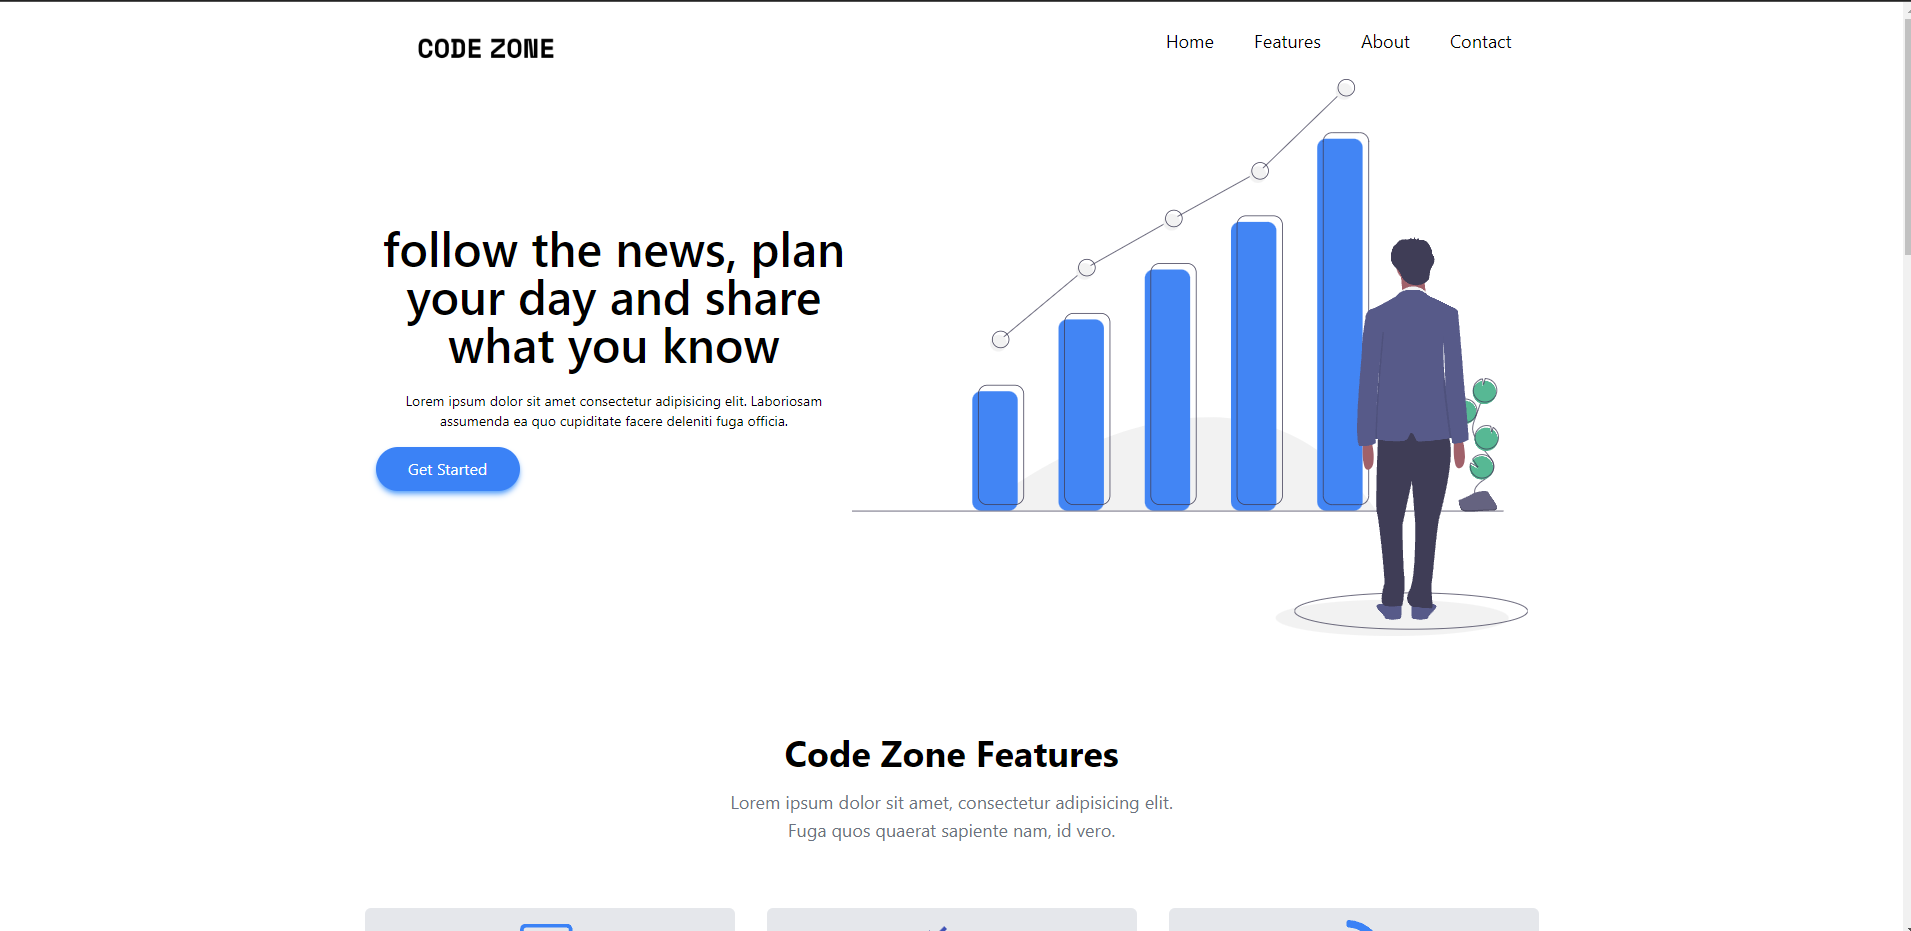 CODE ZONE
Home
Features
About
Contact
follow the news, plan
your day and share
what you know
Lorem ipsum dolor sit amet consectetur adipisicing elit. Laboriosam
assumenda ea quo cupiditate facere deleniti fuga officia.
Get Started
Code Zone Features
Lorem ipsum dolor sit amet, consectetur adipisicing elit.
Fuga quos quaerat sapiente nam, id vero.